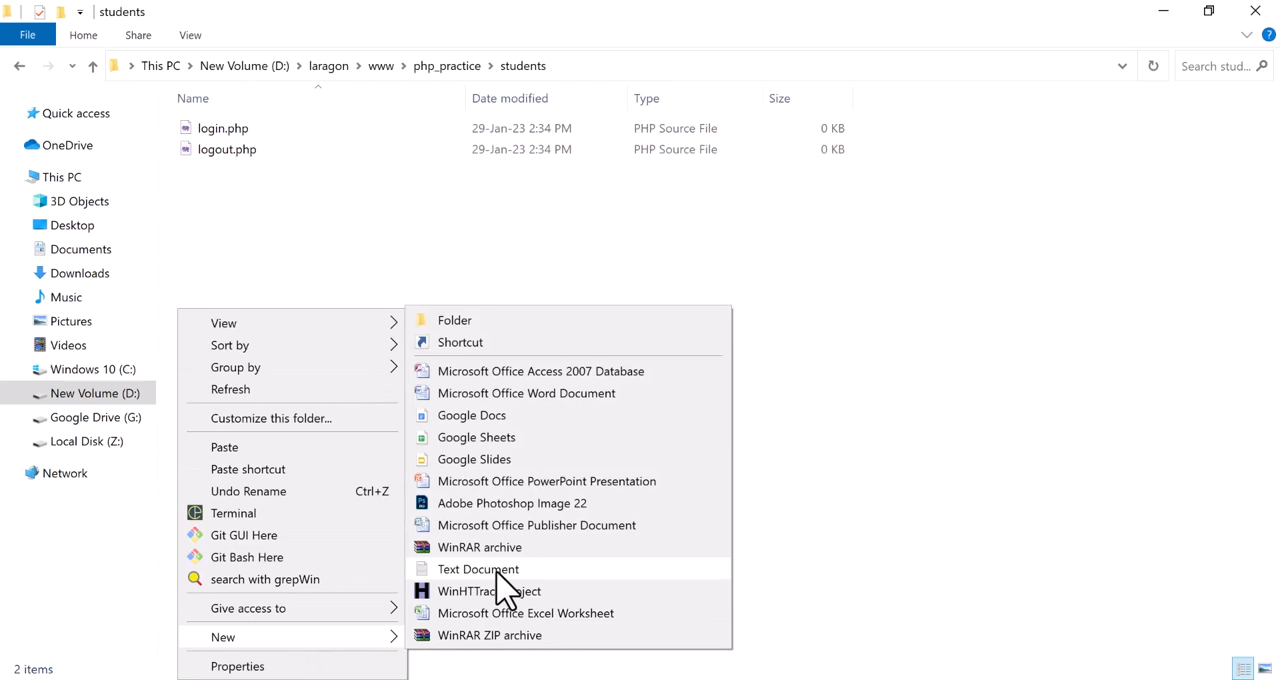 students
File Home Share View
This PC > New Volume (D:) > laragon > www > php_practice > students
Search stud...
Name Date modified Type Size
login.php 29-Jan-23 2:34 PM PHP Source File 0 KB
logout.php 29-Jan-23 2:34 PM PHP Source File 0 KB
Quick access
OneDrive
This PC
3D Objects
Desktop
Documents
Downloads
Music
Pictures
Videos
Windows 10 (C:)
New Volume (D:)
Google Drive (G:)
Local Disk (Z:)
Network
View
Sort by
Group by
Refresh
Customize this folder...
Paste
Paste shortcut
Undo Rename Ctrl+Z
Terminal
Git GUI Here
Git Bash Here
search with grepWin
Give access to
New
Properties
Folder
Shortcut
Microsoft Office Access 2007 Database
Microsoft Office Word Document
Google Docs
Google Sheets
Google Slides
Microsoft Office PowerPoint Presentation
Adobe Photoshop Image 22
Microsoft Office Publisher Document
WinRAR archive
Text Document
Microsoft Office Excel Worksheet
WinRAR ZIP archive
2 items